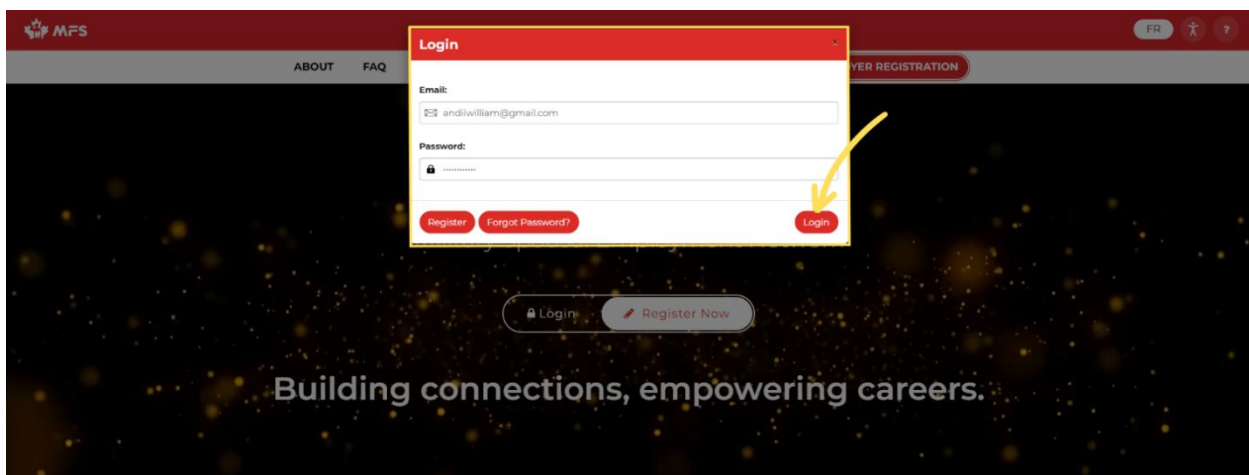 MFS
FR
?
Login
×
ABOUT FAQ
YER REGISTRATION
Email:
andiiwilliam@gmail.com
Password:
············
Register Forgot Password? Login
Login Register Now
Building connections, empowering careers.